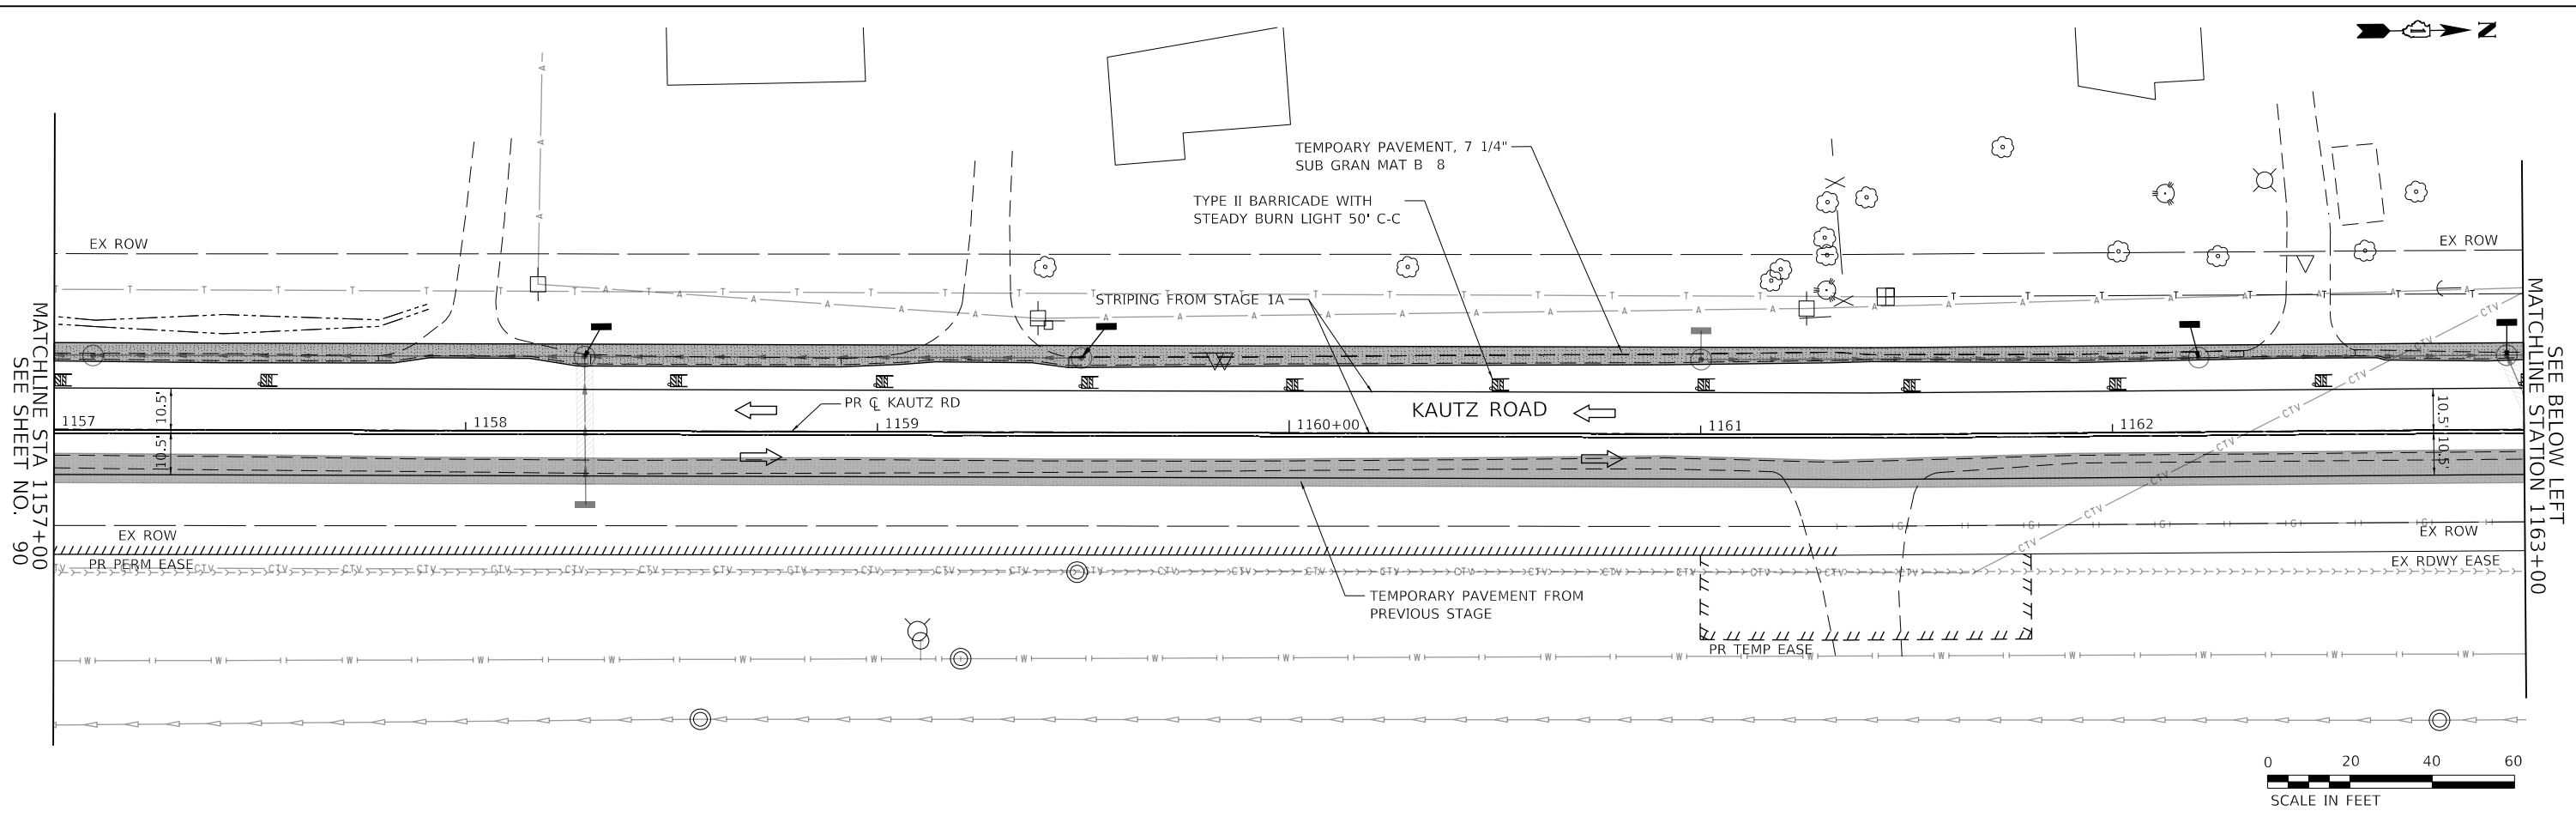 N
TEMPOARY PAVEMENT, 7 1/4"
SUB GRAN MAT B 8
TYPE II BARRICADE WITH
STEADY BURN LIGHT 50' C-C
EX ROW
EX ROW
STRIPING FROM STAGE 1A
MATCHLINE STA 1157+00
SEE SHEET NO. 90
SEE BELOW LEFT
MATCHLINE STATION 1163+00
PR ℄ KAUTZ RD
KAUTZ ROAD
10.5'
10.5'
10.5'
10.5'
1157
1158
1159
1160+00
1161
1162
EX ROW
EX ROW
PR PERM EASE
EX RDWY EASE
TEMPORARY PAVEMENT FROM
PREVIOUS STAGE
PR TEMP EASE
0 20 40 60
SCALE IN FEET